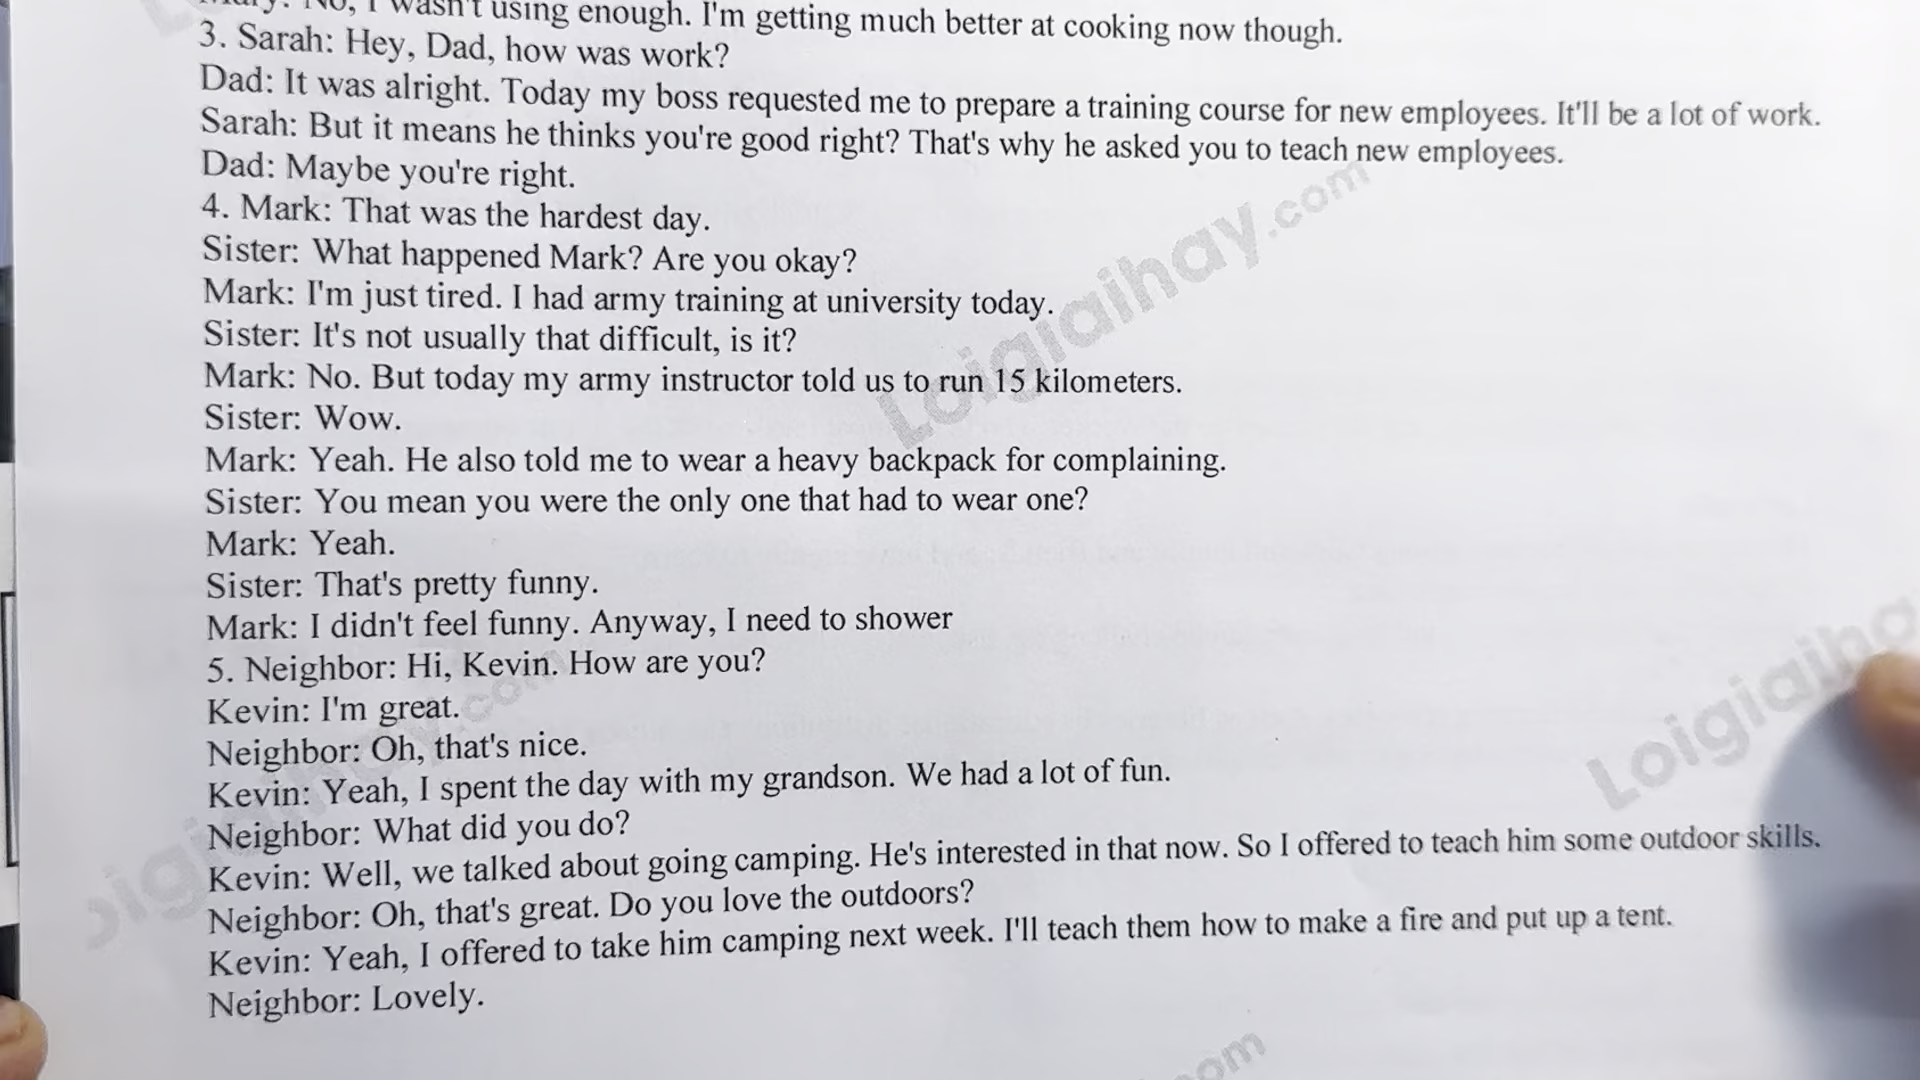 No, I wasn't using enough. I'm getting much better at cooking now though.
3. Sarah: Hey, Dad, how was work?
Dad: It was alright. Today my boss requested me to prepare a training course for new employees. It'll be a lot of work.
Sarah: But it means he thinks you're good right? That's why he asked you to teach new employees.
Dad: Maybe you're right.
4. Mark: That was the hardest day.
Sister: What happened Mark? Are you okay?
Mark: I'm just tired. I had army training at university today.
Sister: It's not usually that difficult, is it?
Mark: No. But today my army instructor told us to run 15 kilometers.
Sister: Wow.
Mark: Yeah. He also told me to wear a heavy backpack for complaining.
Sister: You mean you were the only one that had to wear one?
Mark: Yeah.
Sister: That's pretty funny.
Mark: I didn't feel funny. Anyway, I need to shower
5. Neighbor: Hi, Kevin. How are you?
Kevin: I'm great.
Neighbor: Oh, that's nice.
Kevin: Yeah, I spent the day with my grandson. We had a lot of fun.
Neighbor: What did you do?
Kevin: Well, we talked about going camping. He's interested in that now. So I offered to teach him some outdoor skills.
Neighbor: Oh, that's great. Do you love the outdoors?
Kevin: Yeah, I offered to take him camping next week. I'll teach them how to make a fire and put up a tent.
Neighbor: Lovely.
Loigiaihay.com